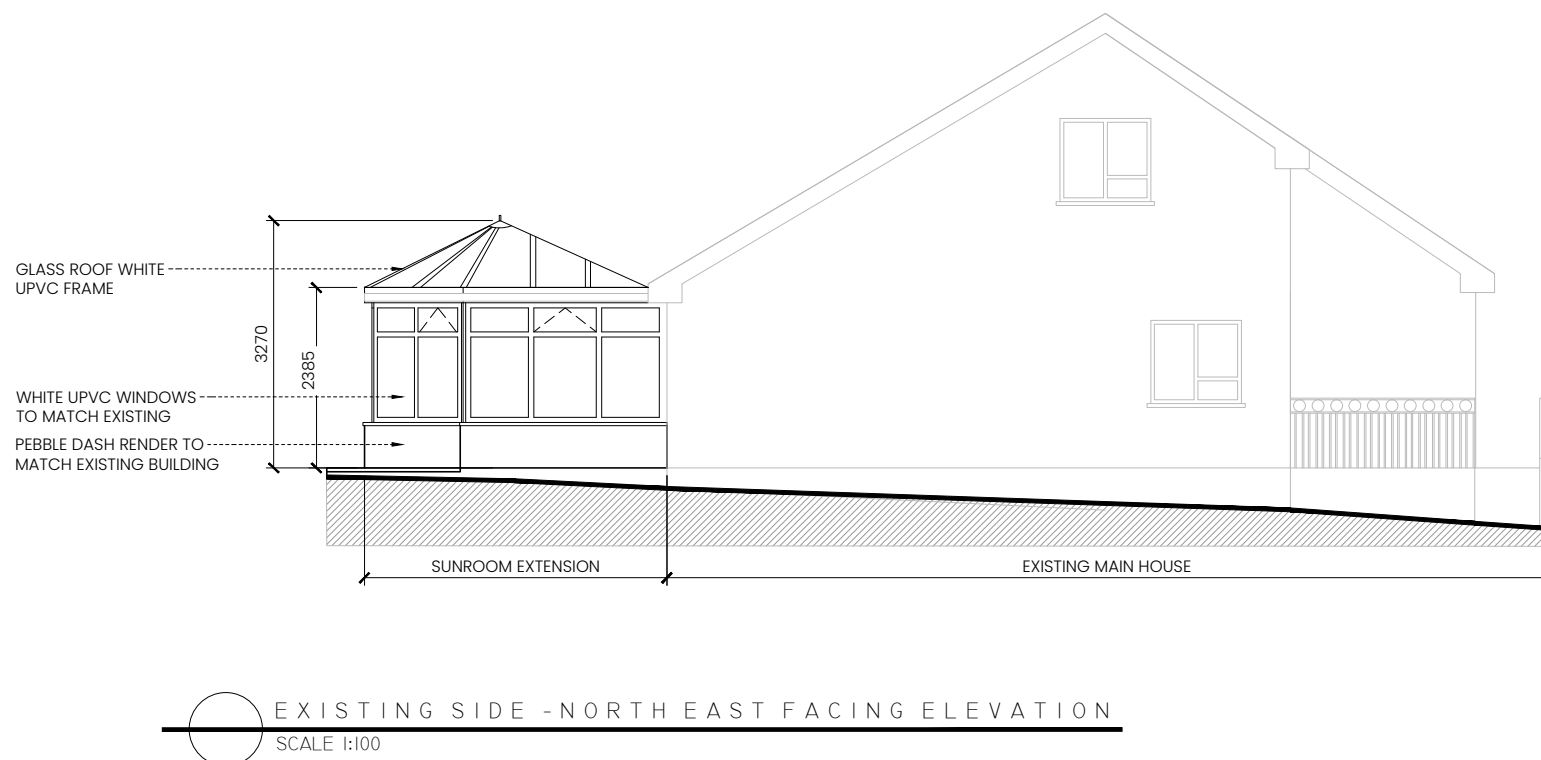 GLASS ROOF WHITE
UPVC FRAME
3270
2385
WHITE UPVC WINDOWS
TO MATCH EXISTING
PEBBLE DASH RENDER TO
MATCH EXISTING BUILDING
SUNROOM EXTENSION
EXISTING MAIN HOUSE
EXISTING SIDE - NORTH EAST FACING ELEVATION
SCALE 1:100